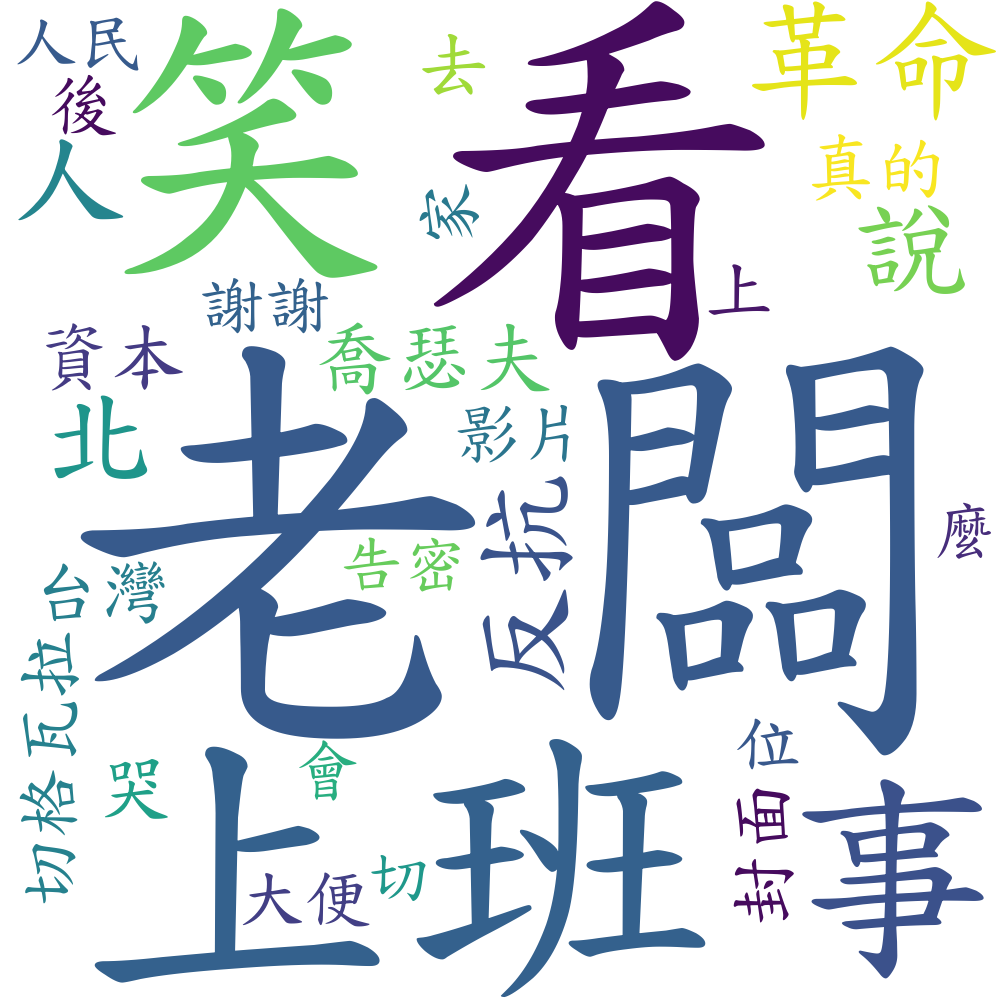 人民
笑
看
去
革命
後
真的
人
家
說
上
謝謝
資本
喬瑟夫
老闆
北
影片
反抗
麼
告密
台灣
切格瓦拉
位
哭
會
上班
封面
事
切
大便